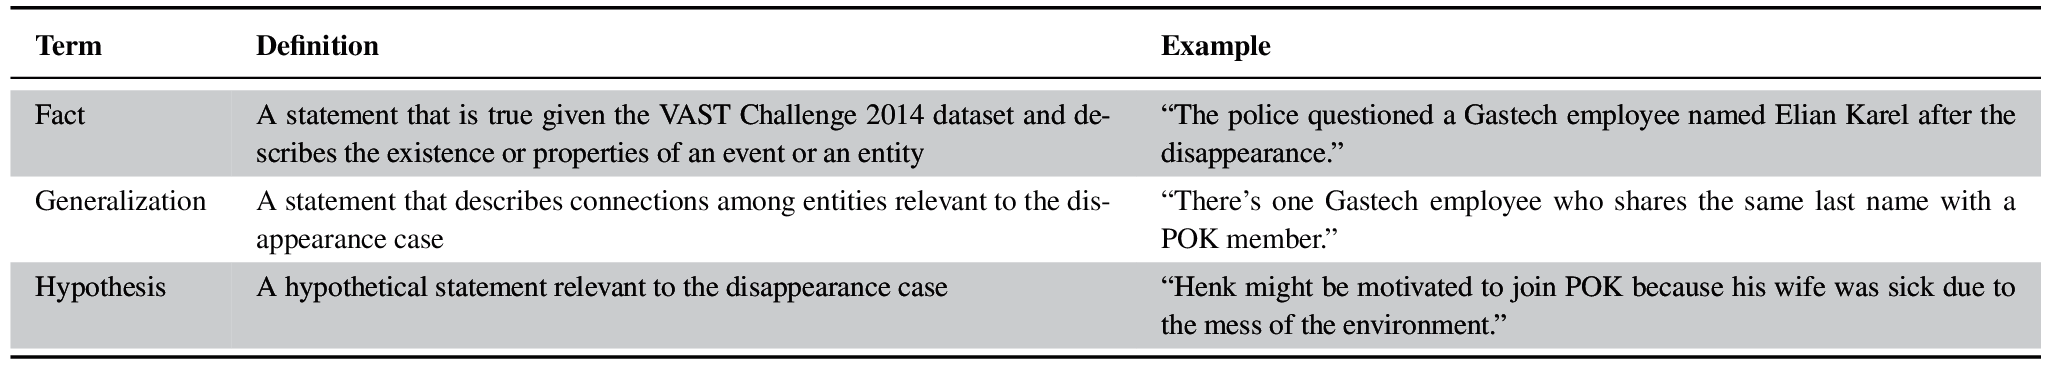 Term Definition Example
Fact A statement that is true given the VAST Challenge 2014 dataset and de- “The police questioned a Gastech employee named Elian Karel after the
scribes the existence or properties of an event or an entity disappearance.”
Generalization A statement that describes connections among entities relevant to the dis- “There’s one Gastech employee who shares the same last name with a
appearance case POK member.”
Hypothesis A hypothetical statement relevant to the disappearance case “Henk might be motivated to join POK because his wife was sick due to
the mess of the environment.”